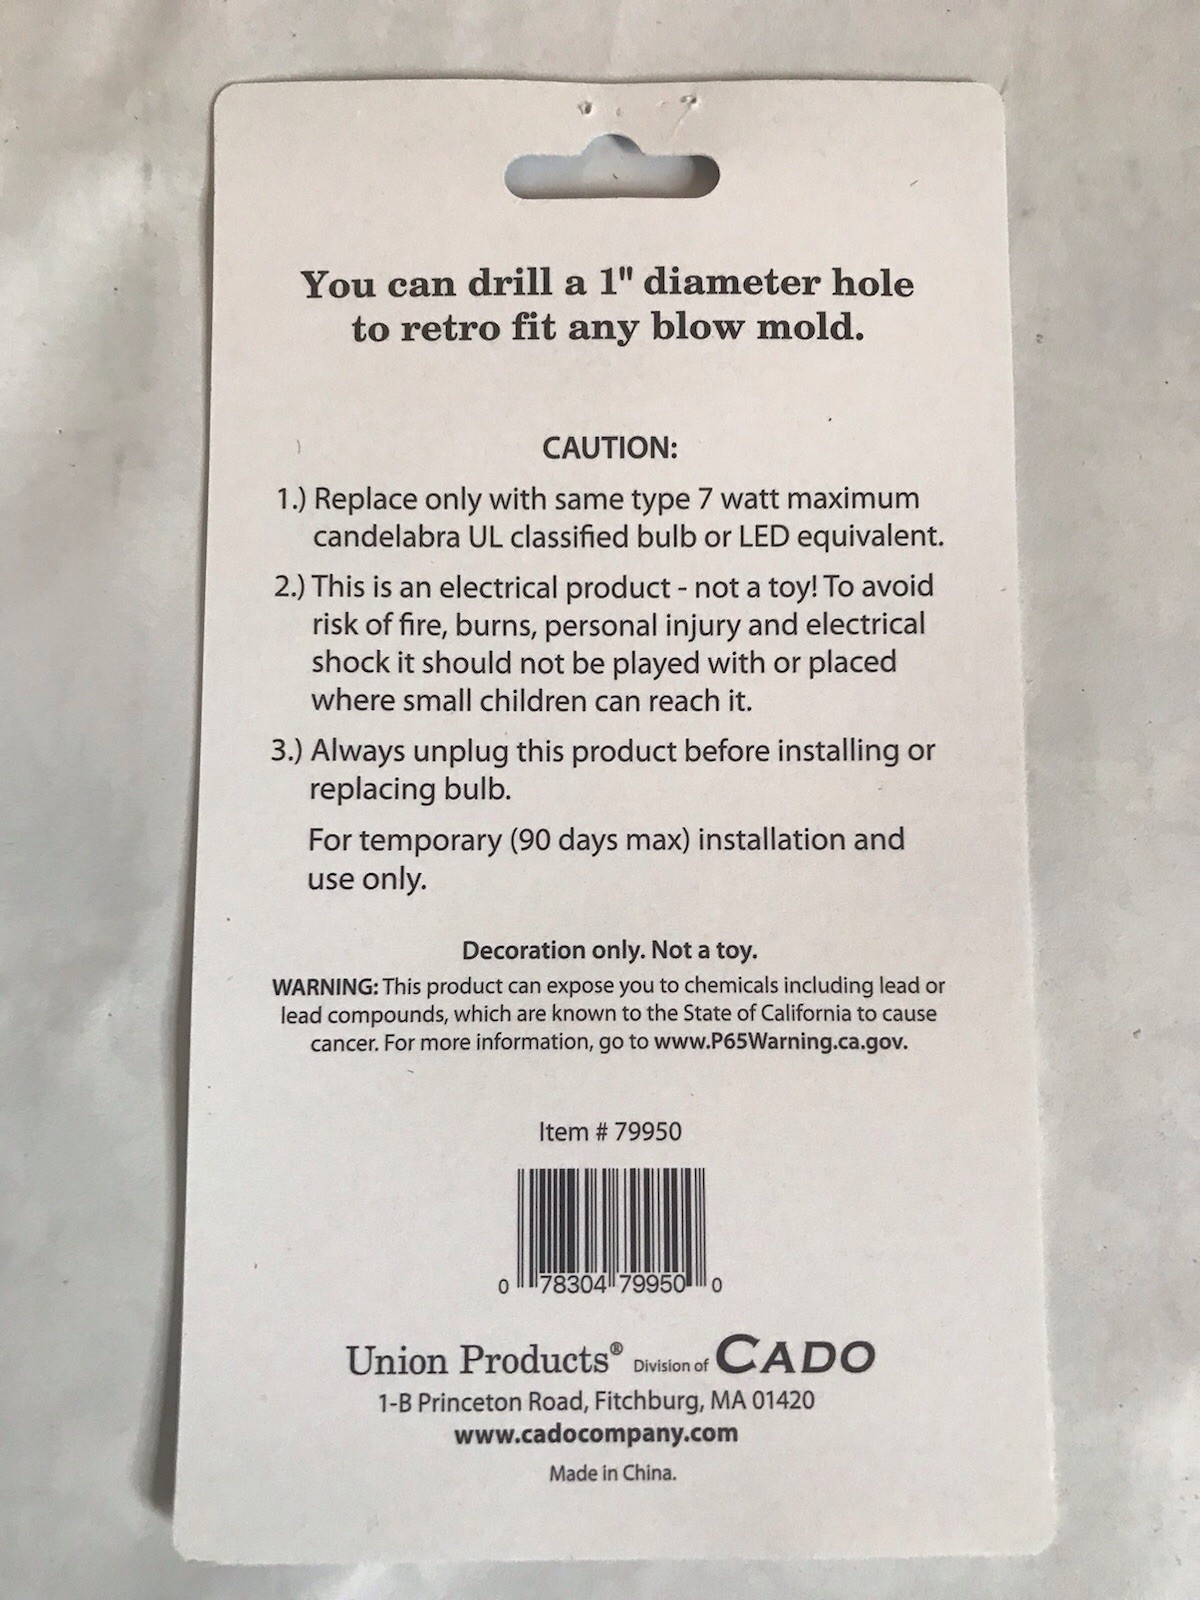 You can drill a 1" diameter hole
to retro fit any blow mold.
CAUTION:
1.) Replace only with same type 7 watt maximum
candelabra UL classified bulb or LED equivalent.
2.) This is an electrical product - not a toy! To avoid
risk of fire, burns, personal injury and electrical
shock it should not be played with or placed
where small children can reach it.
3.) Always unplug this product before installing or
replacing bulb.
For temporary (90 days max) installation and
use only.
Decoration only. Not a toy.
WARNING: This product can expose you to chemicals including lead or
lead compounds, which are known to the State of California to cause
cancer. For more information, go to www.P65Warning.ca.gov.
Item # 79950
0 78304 79950 0
Union Products® Division of CADO
1-B Princeton Road, Fitchburg, MA 01420
www.cadocompany.com
Made in China.